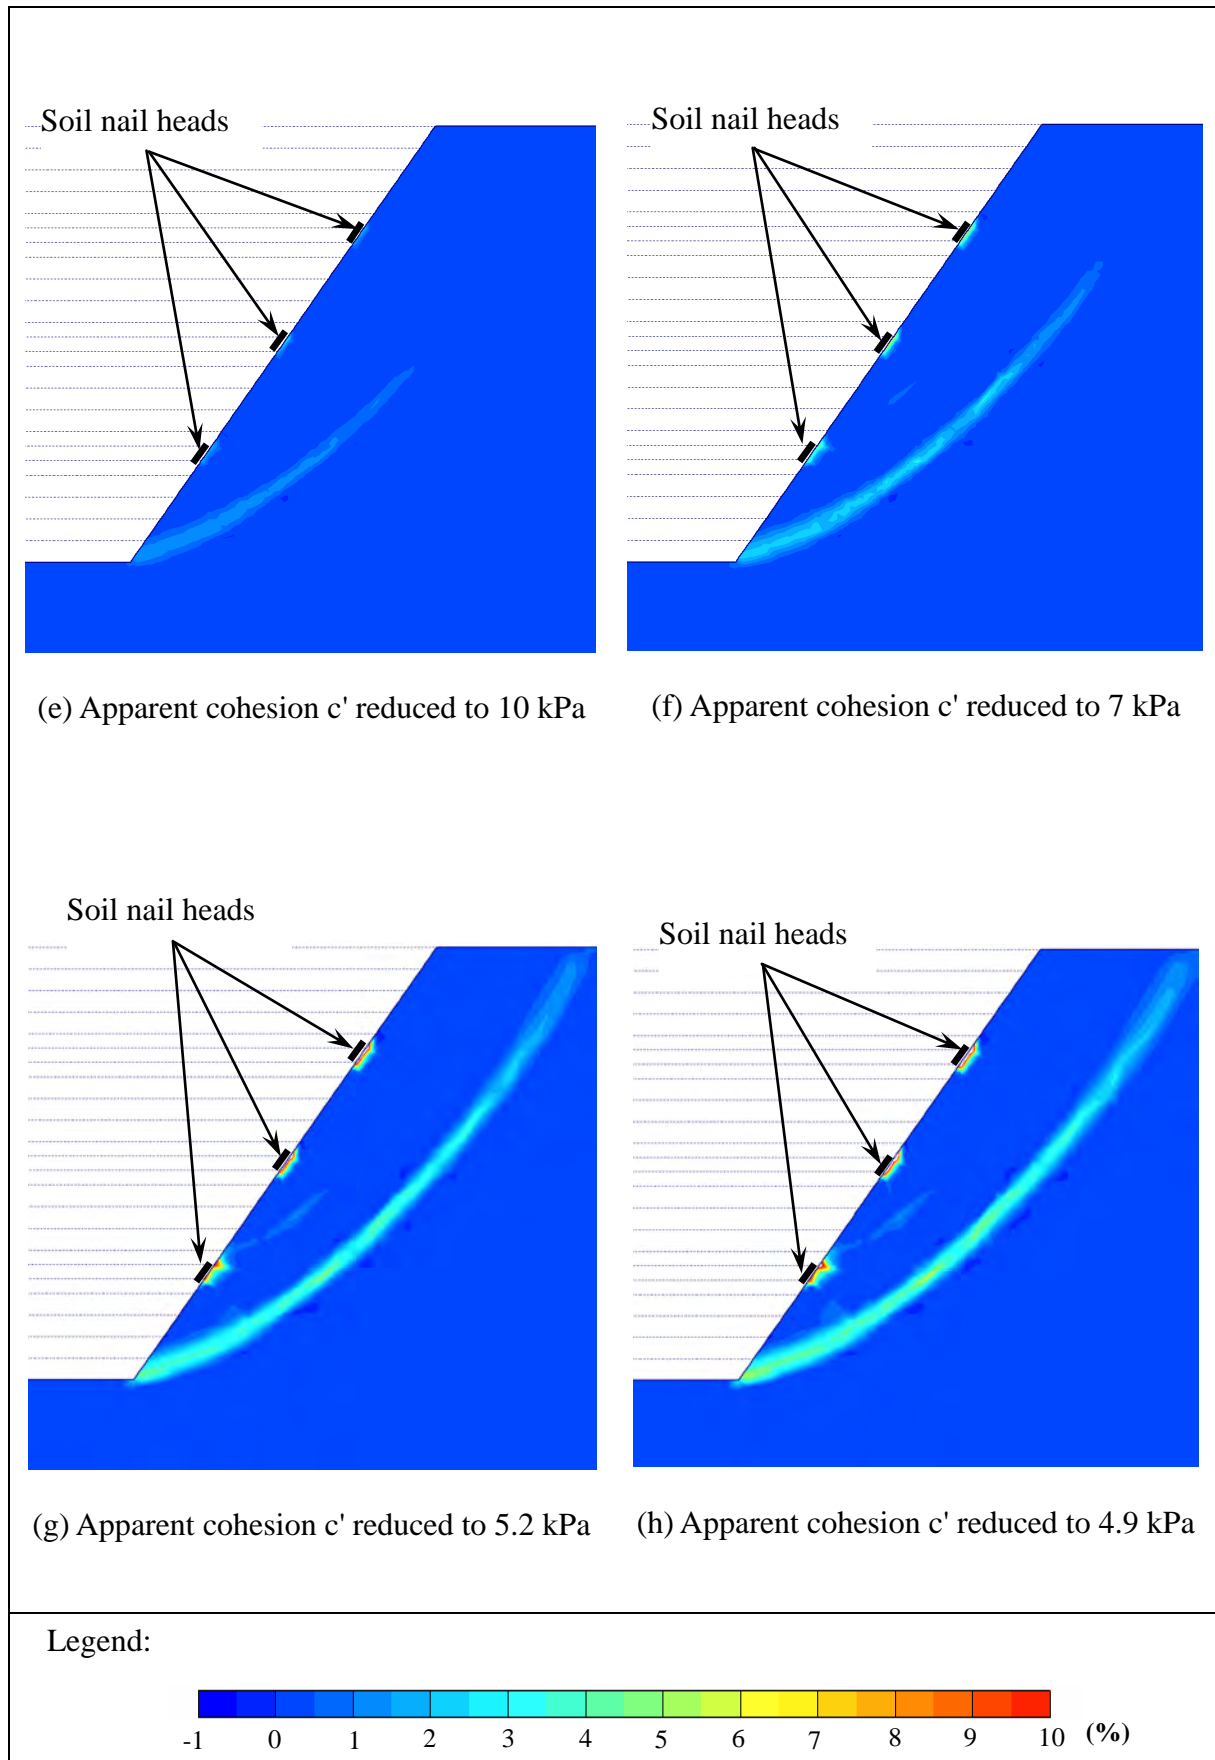 Soil nail heads
Soil nail heads
(e) Apparent cohesion c' reduced to 10 kPa
(f) Apparent cohesion c' reduced to 7 kPa
Soil nail heads
Soil nail heads
(g) Apparent cohesion c' reduced to 5.2 kPa
(h) Apparent cohesion c' reduced to 4.9 kPa
Legend:
-1 0 1 2 3 4 5 6 7 8 9 10 (%)